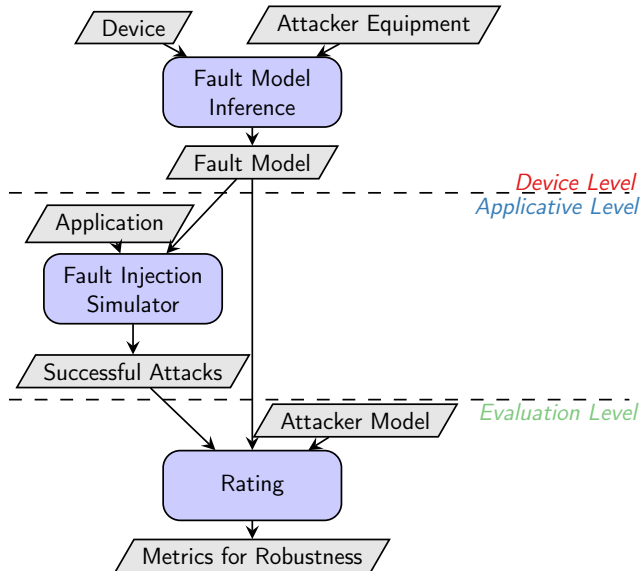 Device
Attacker Equipment
Fault Model
Inference
Fault Model
Device Level
Applicative Level
Application
Fault Injection
Simulator
Successful Attacks
Evaluation Level
Attacker Model
Rating
Metrics for Robustness